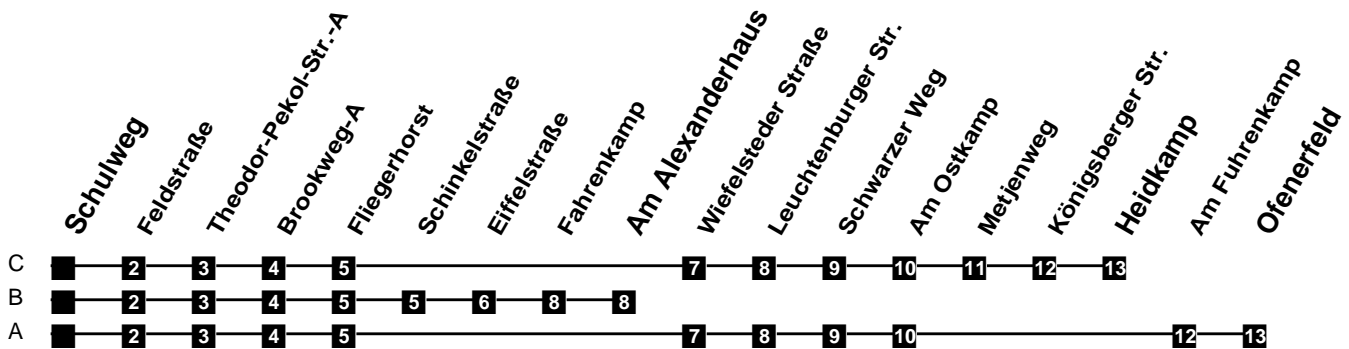 Schulweg
Feldstraße
Theodor-Pekol-Str.-A
Brookweg-A
Fliegerhorst
Schinkelstraße
Eiffelstraße
Fahrenkamp
Am Alexanderhaus
Wiefelsteder Straße
Leuchtenburger Str.
Schwarzer Weg
Am Ostkamp
Metjenweg
Königsberger Str.
Heidkamp
Am Fuhrenkamp
Ofenerfeld
C 2 3 4 5 7 8 9 10 11 12 13
B 2 3 4 5 5 6 8 8
A 2 3 4 5 7 8 9 10 12 13